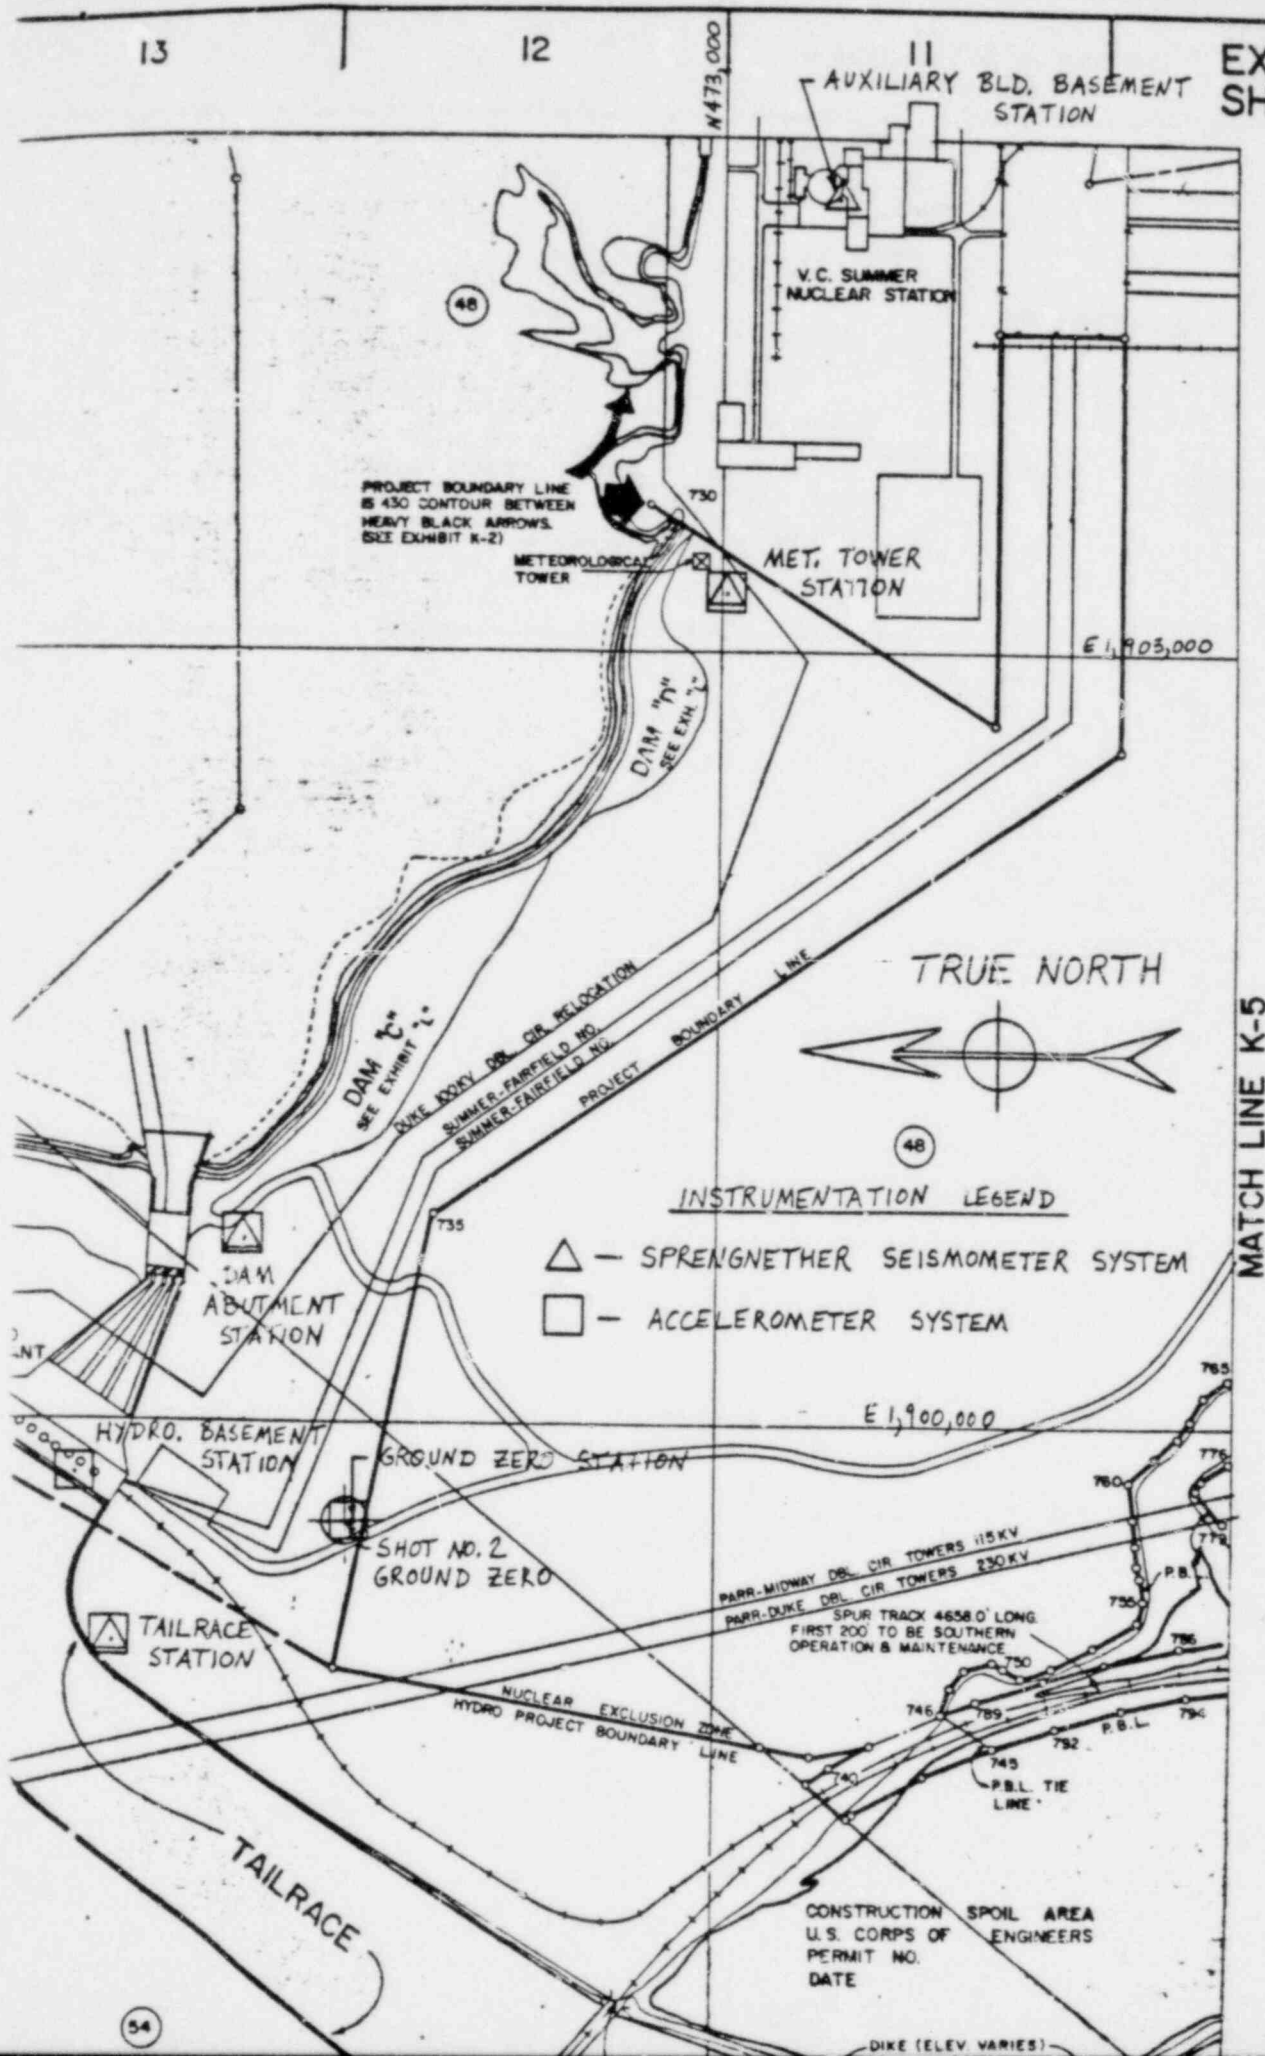 13
12
11
EX
SH
N473,000
AUXILIARY BLD. BASEMENT
STATION
V.C. SUMMER
NUCLEAR STATION
48
PROJECT BOUNDARY LINE
IS 430 CONTOUR BETWEEN
HEAVY BLACK ARROWS.
(SEE EXHIBIT K-2)
730
METEOROLOGICAL
TOWER
MET. TOWER
STATION
E 1,903,000
DAM "D"
SEE EXH. "L"
TRUE NORTH
DAM "C"
SEE EXHIBIT "L"
DUKE 100KV DBL CIR RELOCATION
SUMMER-FAIRFIELD NO.
SUMMER-FAIRFIELD NO.
PROJECT BOUNDARY LINE
MATCH LINE K-5
48
INSTRUMENTATION LEGEND
735
— SPRENGNETHER SEISMOMETER SYSTEM
— ACCELEROMETER SYSTEM
DAM
ABUTMENT
STATION
ANT
765
E 1,900,000
HYDRO. BASEMENT
STATION
GROUND ZERO STATION
776
760
SHOT NO. 2
GROUND ZERO
772
PARR-MIDWAY DBL CIR TOWERS 115KV
PARR-DUKE DBL CIR TOWERS 230KV
P.B.
755
SPUR TRACK 4658.0' LONG
FIRST 200' TO BE SOUTHERN
OPERATION & MAINTENANCE
TAILRACE
STATION
786
750
NUCLEAR EXCLUSION ZONE
HYDRO PROJECT BOUNDARY LINE
746
789
794
P.B.L.
792
745
740
P.B.L. TIE
LINE
TAILRACE
CONSTRUCTION SPOIL AREA
U.S. CORPS OF ENGINEERS
PERMIT NO.
DATE
54
DIKE (ELEV. VARIES)